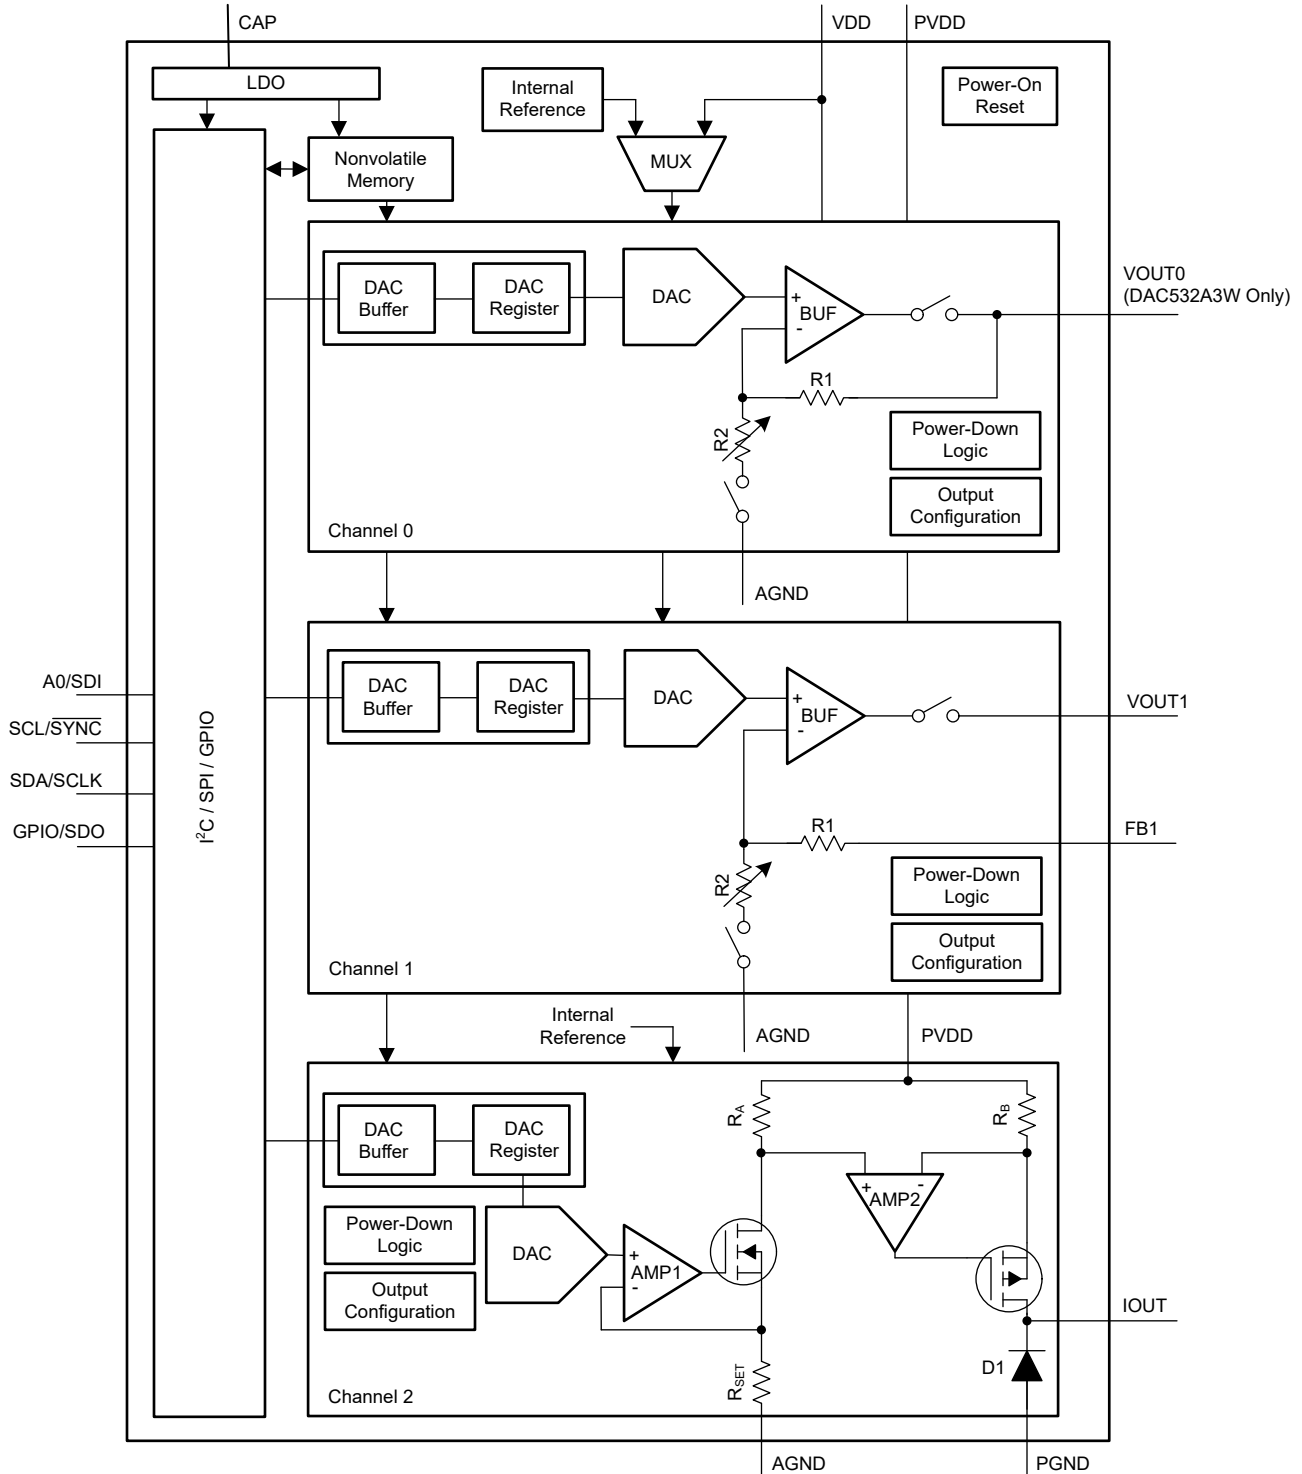 CAP
VDD
PVDD
LDO
Internal
Reference
Power-On
Reset
Nonvolatile
Memory
MUX
DAC
Buffer
DAC
Register
DAC
+
BUF
-
VOUT0
(DAC532A3W Only)
R1
R2
Power-Down
Logic
Output
Configuration
Channel 0
AGND
A0/SDI
SCL/SYNC
SDA/SCLK
GPIO/SDO
I²C / SPI / GPIO
DAC
Buffer
DAC
Register
DAC
+
BUF
-
VOUT1
R1
FB1
R2
Power-Down
Logic
Output
Configuration
Channel 1
AGND
Internal
Reference
PVDD
DAC
Buffer
DAC
Register
RA
RB
+
-
AMP2
Power-Down
Logic
DAC
+
AMP1
-
Output
Configuration
IOUT
D1
RSET
Channel 2
AGND
PGND